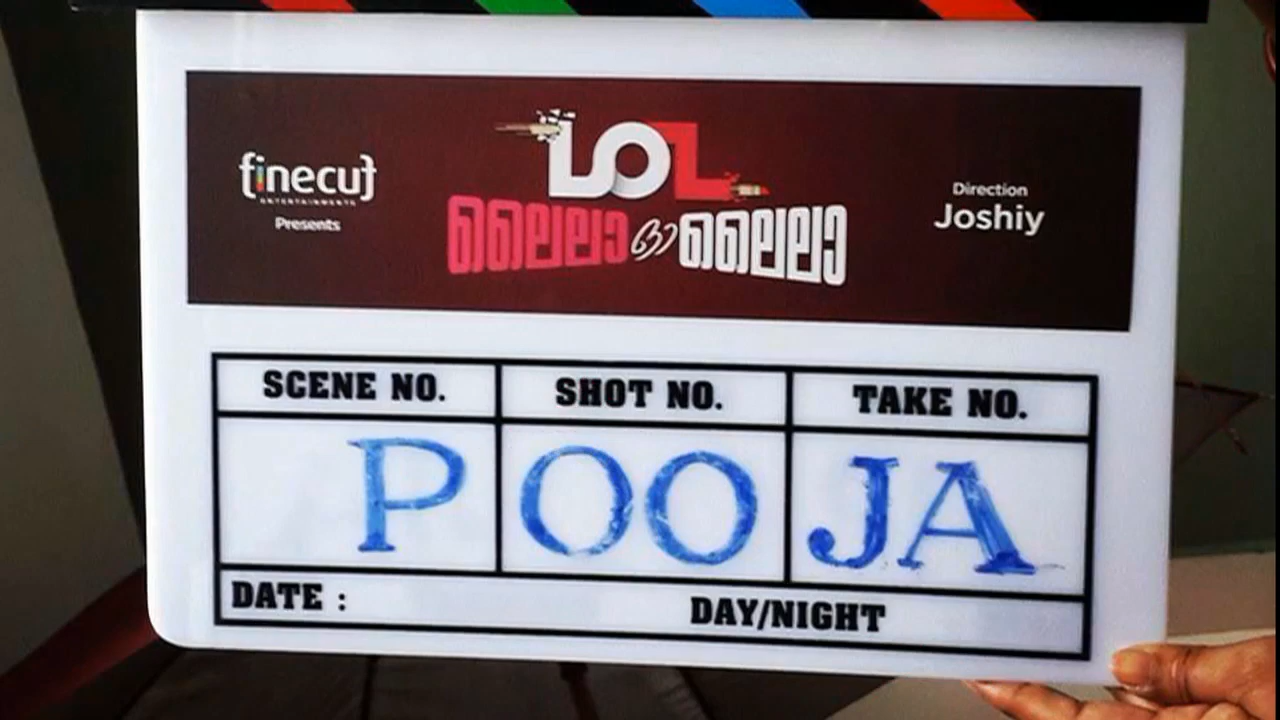 finecut
ENTERTAINMENTS
Presents
LOL
ലൈലാ ഓ ലൈലാ
Direction
Joshiy
SCENE NO. SHOT NO. TAKE NO.
P OO JA
DATE : DAY/NIGHT